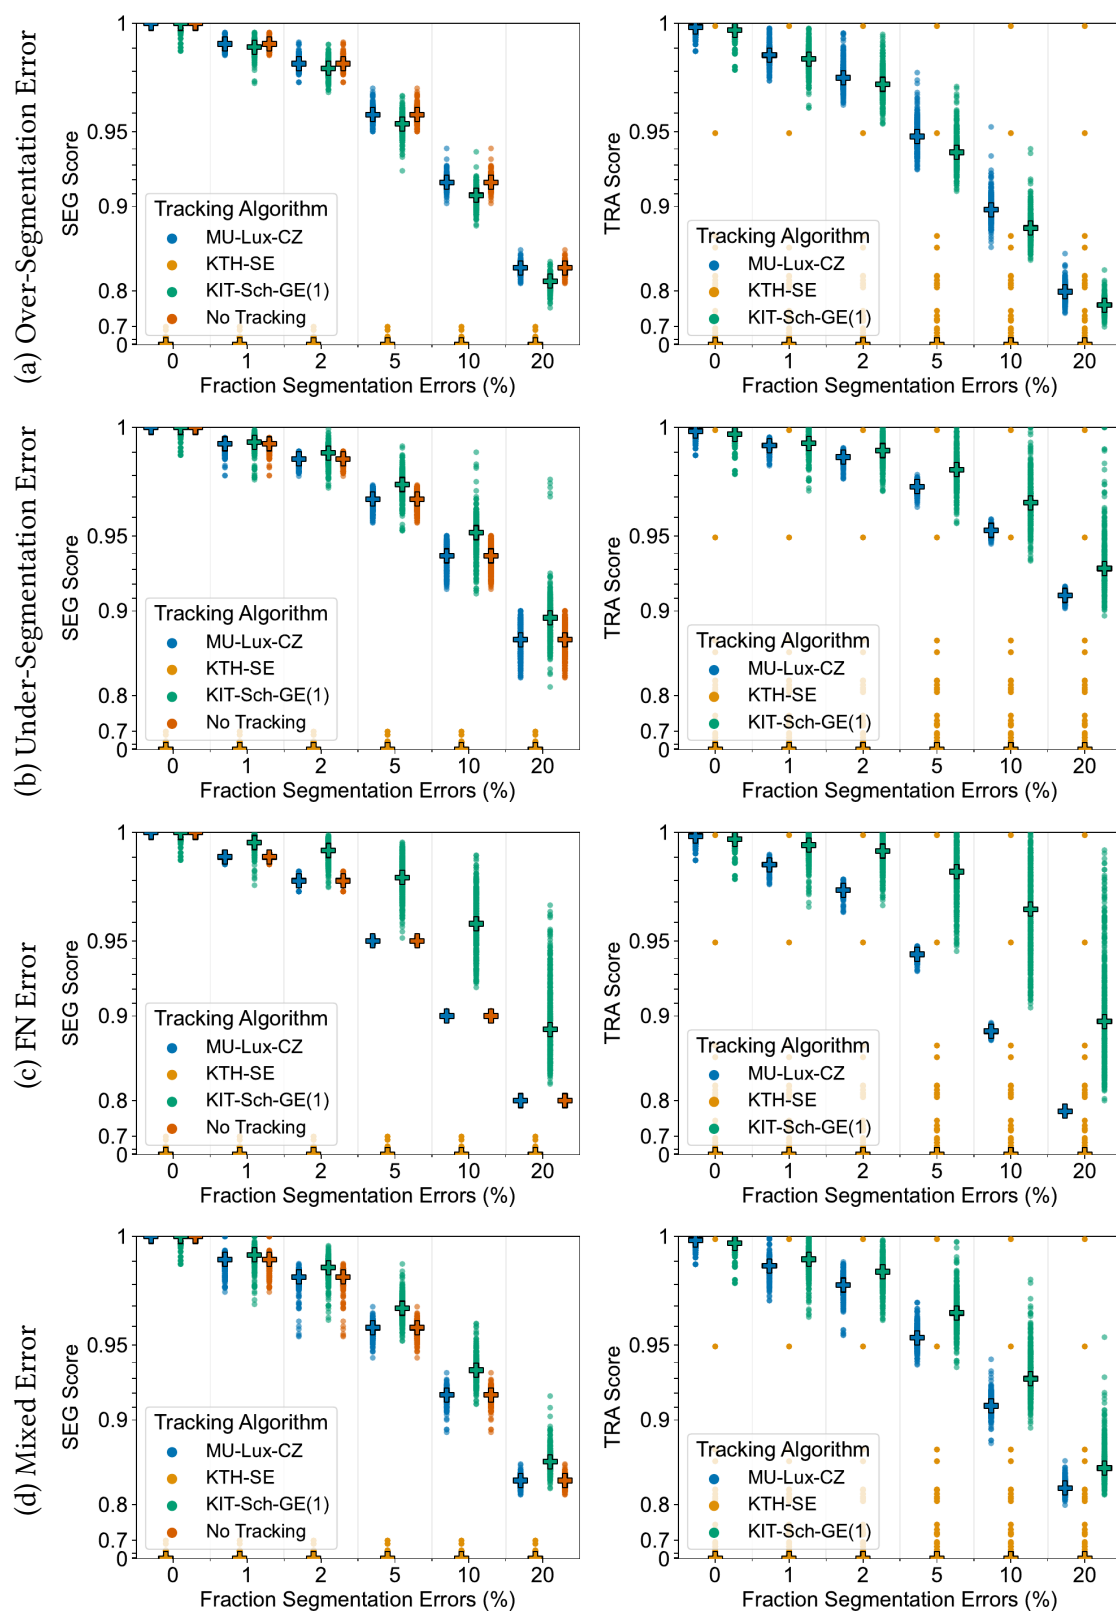 (a) Over-Segmentation Error
SEG Score
1
0.95
0.9
0.8
0.7
0
Tracking Algorithm
MU-Lux-CZ
KTH-SE
KIT-Sch-GE(1)
No Tracking
0 1 2 5 10 20
Fraction Segmentation Errors (%)
TRA Score
1
0.95
0.9
0.8
0.7
0
Tracking Algorithm
MU-Lux-CZ
KTH-SE
KIT-Sch-GE(1)
0 1 2 5 10 20
Fraction Segmentation Errors (%)
(b) Under-Segmentation Error
SEG Score
1
0.95
0.9
0.8
0.7
0
Tracking Algorithm
MU-Lux-CZ
KTH-SE
KIT-Sch-GE(1)
No Tracking
0 1 2 5 10 20
Fraction Segmentation Errors (%)
TRA Score
1
0.95
0.9
0.8
0.7
0
Tracking Algorithm
MU-Lux-CZ
KTH-SE
KIT-Sch-GE(1)
0 1 2 5 10 20
Fraction Segmentation Errors (%)
(c) FN Error
SEG Score
1
0.95
0.9
0.8
0.7
0
Tracking Algorithm
MU-Lux-CZ
KTH-SE
KIT-Sch-GE(1)
No Tracking
0 1 2 5 10 20
Fraction Segmentation Errors (%)
TRA Score
1
0.95
0.9
0.8
0.7
0
Tracking Algorithm
MU-Lux-CZ
KTH-SE
KIT-Sch-GE(1)
0 1 2 5 10 20
Fraction Segmentation Errors (%)
(d) Mixed Error
SEG Score
1
0.95
0.9
0.8
0.7
0
Tracking Algorithm
MU-Lux-CZ
KTH-SE
KIT-Sch-GE(1)
No Tracking
0 1 2 5 10 20
Fraction Segmentation Errors (%)
TRA Score
1
0.95
0.9
0.8
0.7
0
Tracking Algorithm
MU-Lux-CZ
KTH-SE
KIT-Sch-GE(1)
0 1 2 5 10 20
Fraction Segmentation Errors (%)